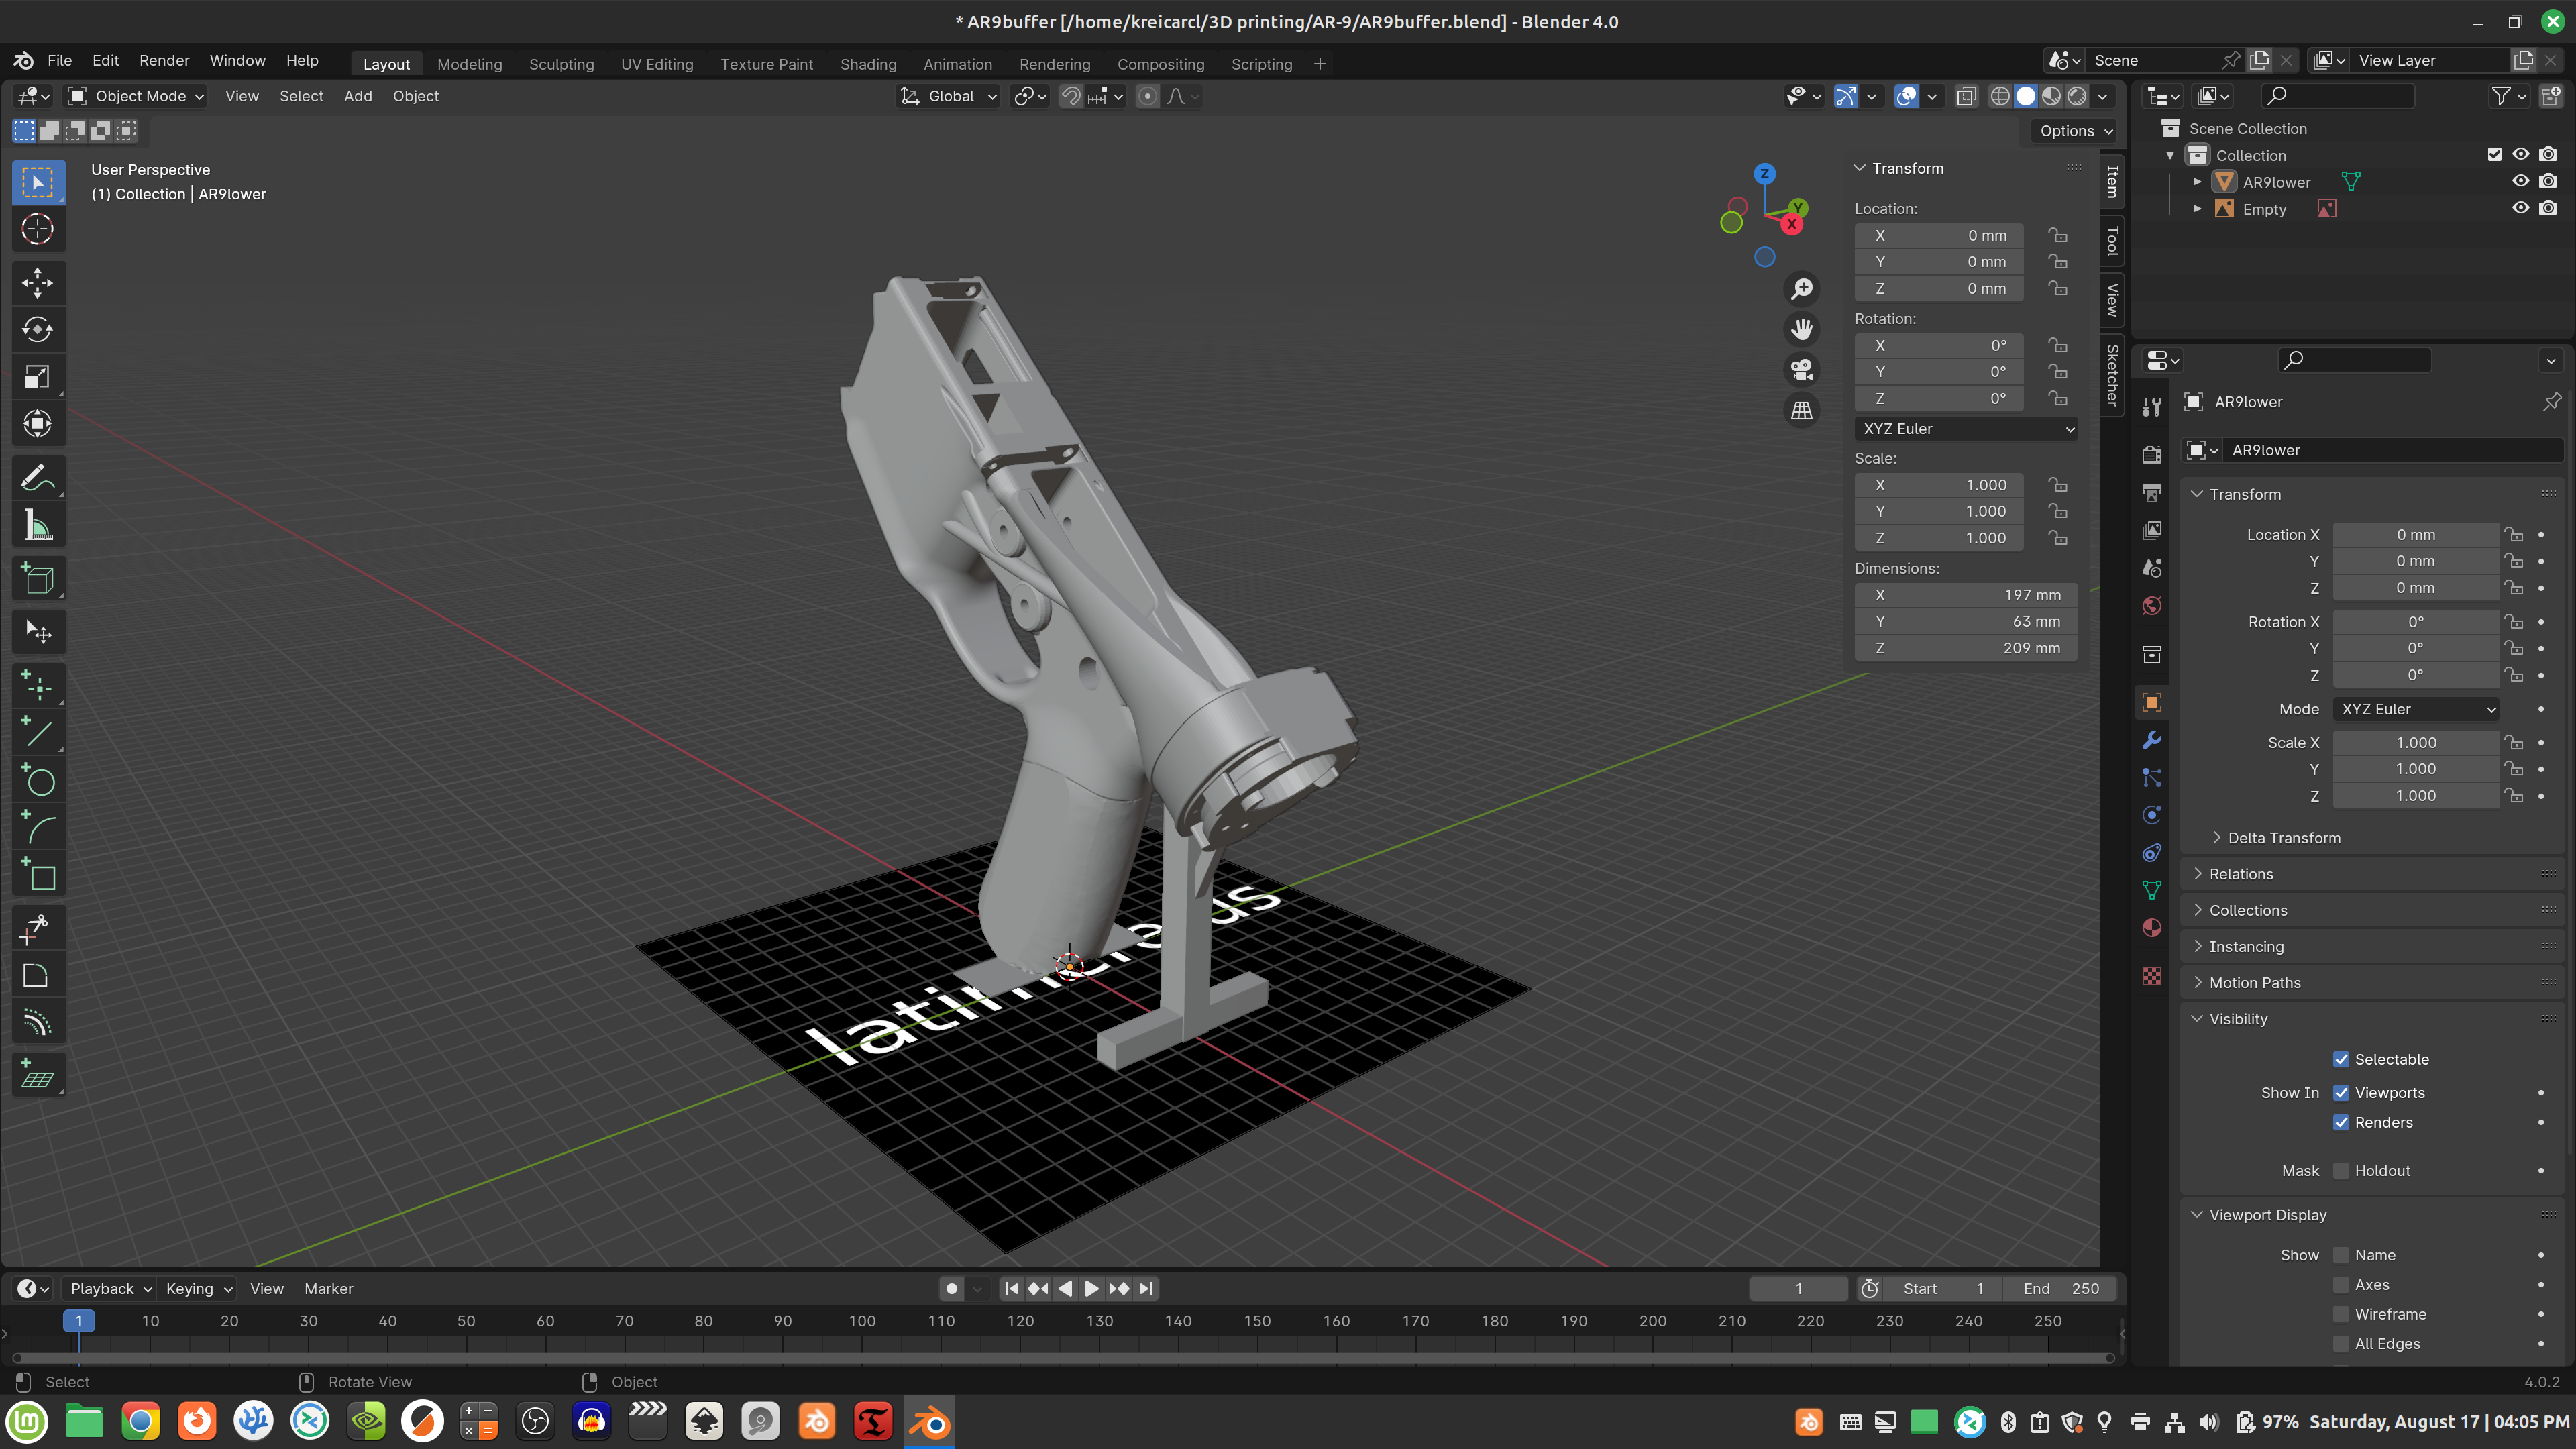 * AR9buffer [/home/kreicarcl/3D printing/AR-9/AR9buffer.blend] - Blender 4.0
File Edit Render Window Help Layout Modeling Sculpting UV Editing Texture Paint Shading Animation Rendering Compositing Scripting + Scene View Layer
Object Mode View Select Add Object Global
Options
User Perspective
(1) Collection | AR9lower
Z
Y
X
Transform
Location:
X 0 mm
Y 0 mm
Z 0 mm
Rotation:
X 0°
Y 0°
Z 0°
XYZ Euler
Scale:
X 1.000
Y 1.000
Z 1.000
Dimensions:
X 197 mm
Y 63 mm
Z 209 mm
Item
Tool
View
Sketcher
Scene Collection
Collection
AR9lower
Empty
AR9lower
AR9lower
Transform
Location X 0 mm
Y 0 mm
Z 0 mm
Rotation X 0°
Y 0°
Z 0°
Mode XYZ Euler
Scale X 1.000
Y 1.000
Z 1.000
Delta Transform
Relations
Collections
Instancing
Motion Paths
Visibility
Selectable
Show In Viewports
Renders
Mask Holdout
Viewport Display
Show Name
Axes
Wireframe
All Edges
Playback Keying View Marker 1 Start 1 End 250
1 10 20 30 40 50 60 70 80 90 100 110 120 130 140 150 160 170 180 190 200 210 220 230 240 250
Select Rotate View Object 4.0.2
97% Saturday, August 17 | 04:05 PM